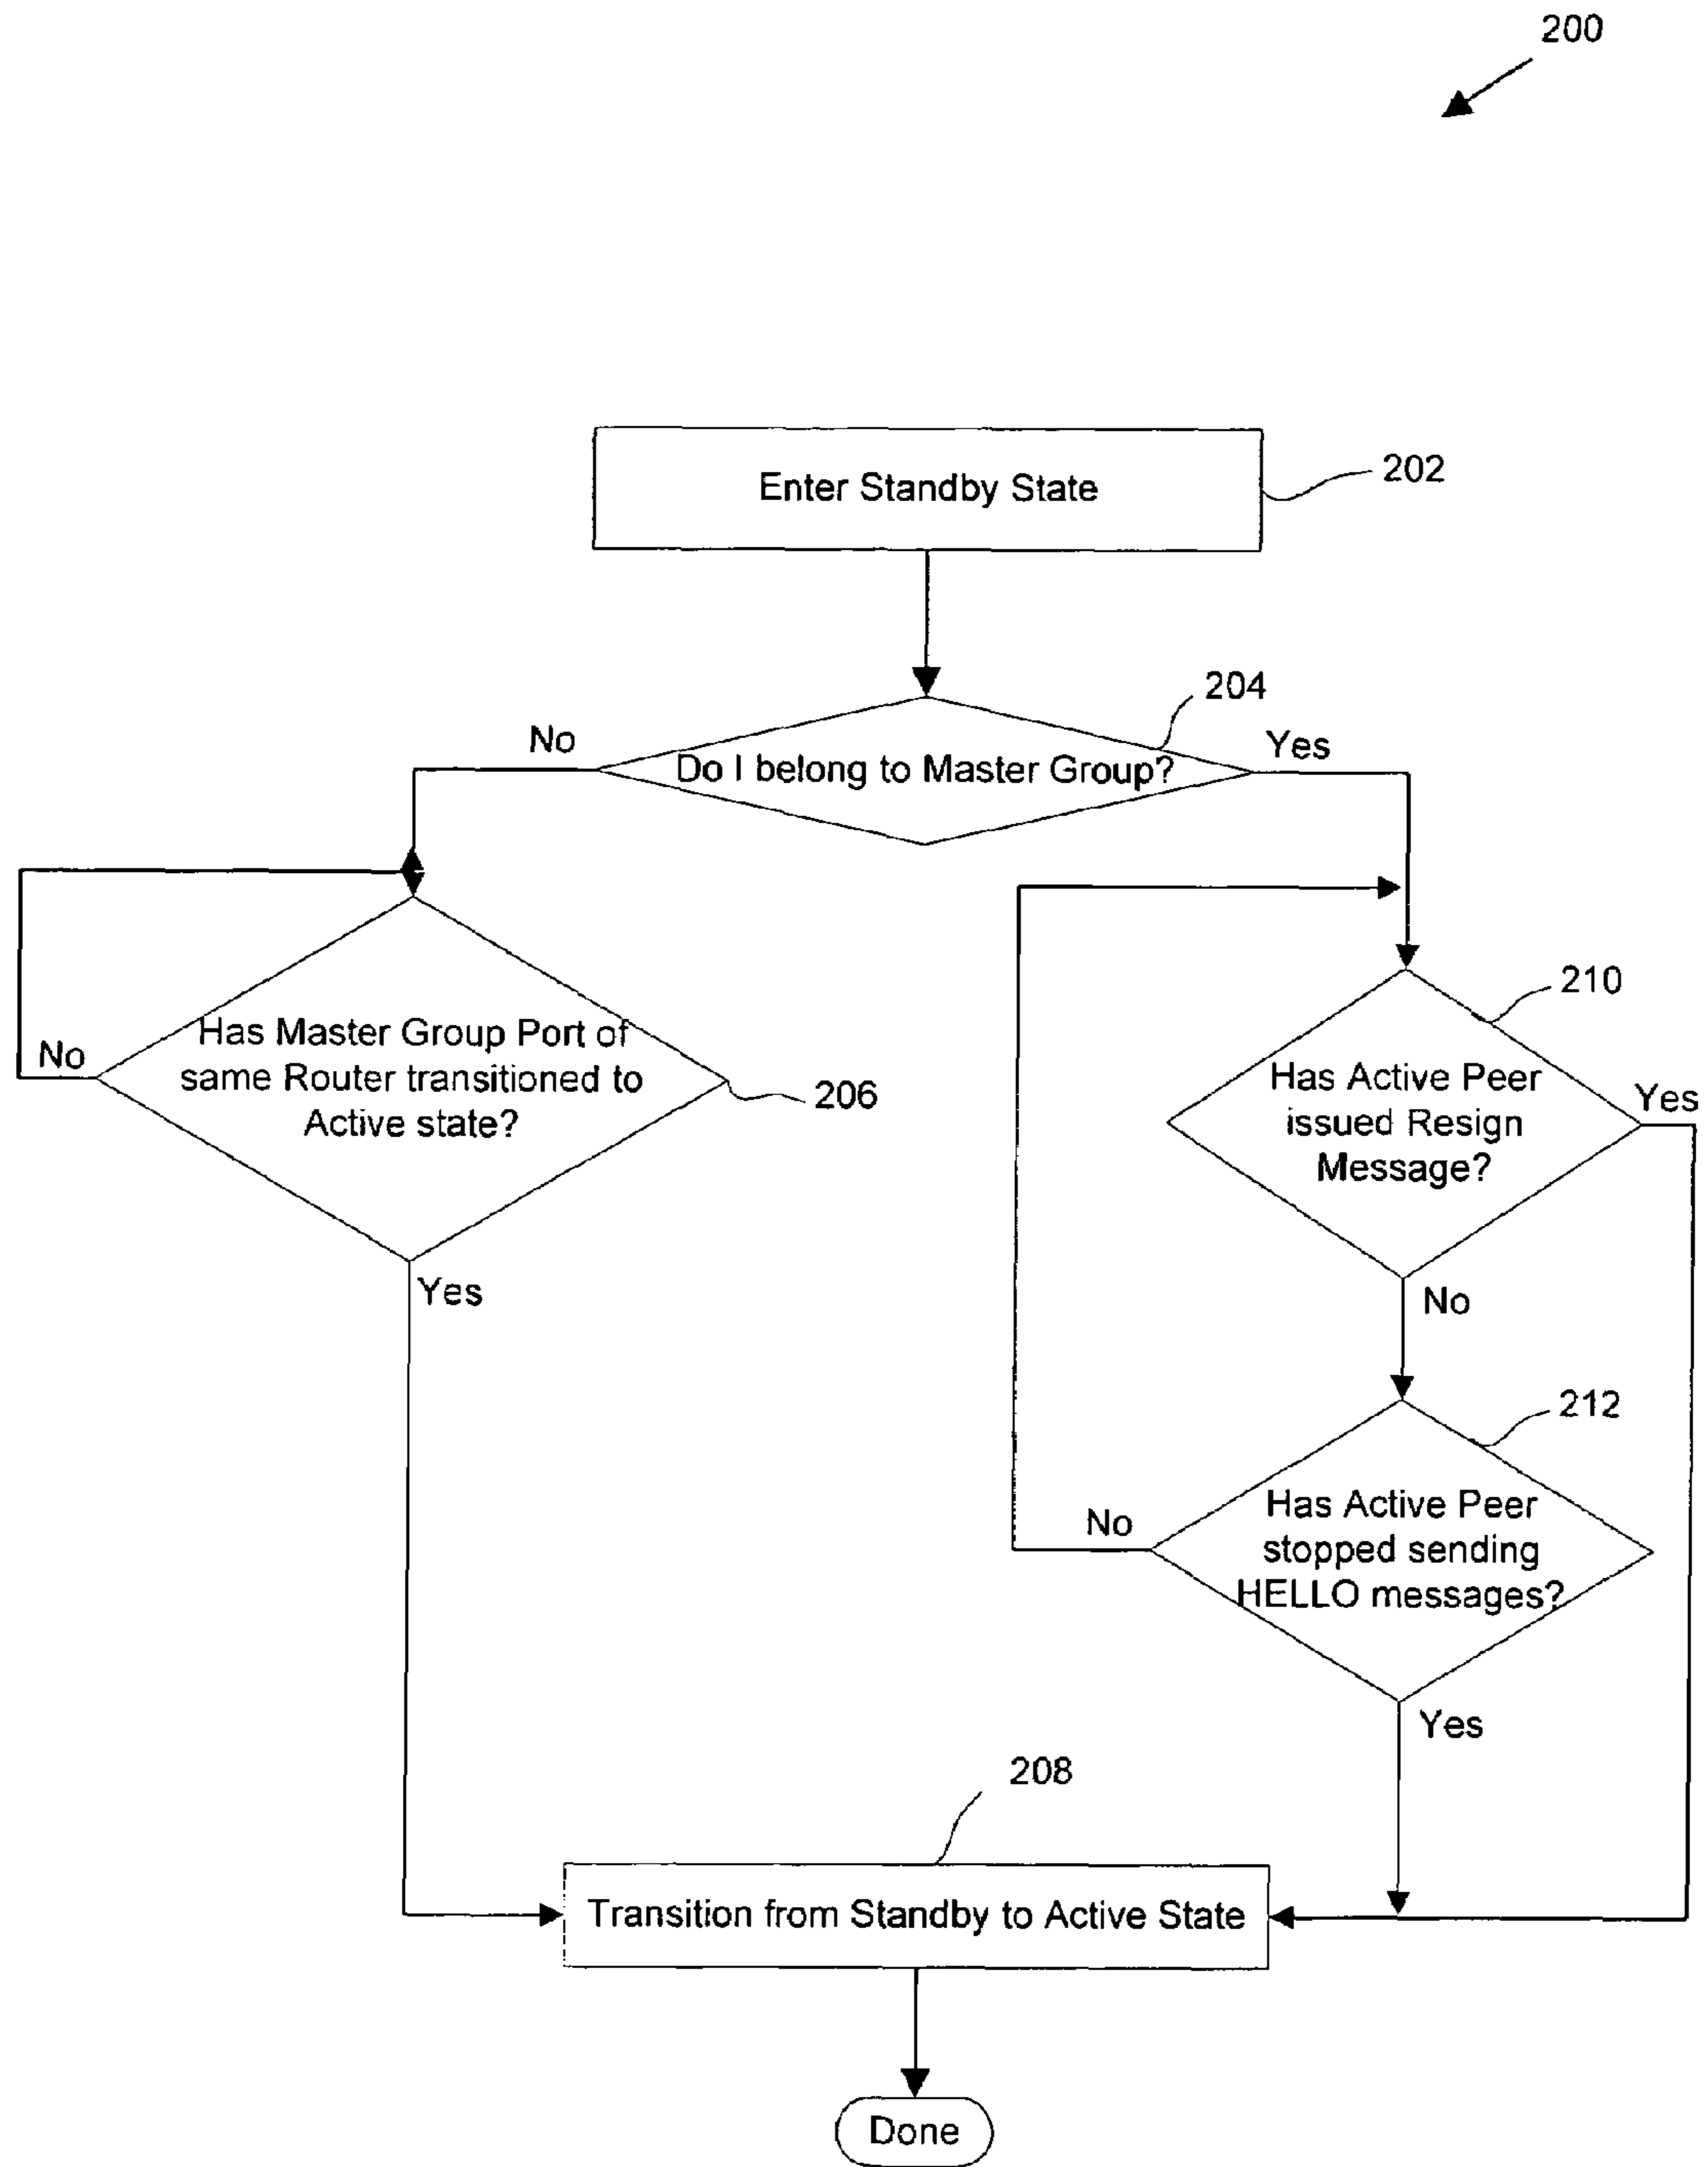 200
Enter Standby State
202
204
No
Do I belong to Master Group?
Yes
210
Has Master Group Port of
same Router transitioned to
Active state?
No
206
Has Active Peer
issued Resign
Message?
Yes
Yes
No
212
Has Active Peer
stopped sending
HELLO messages?
No
Yes
208
Transition from Standby to Active State
Done